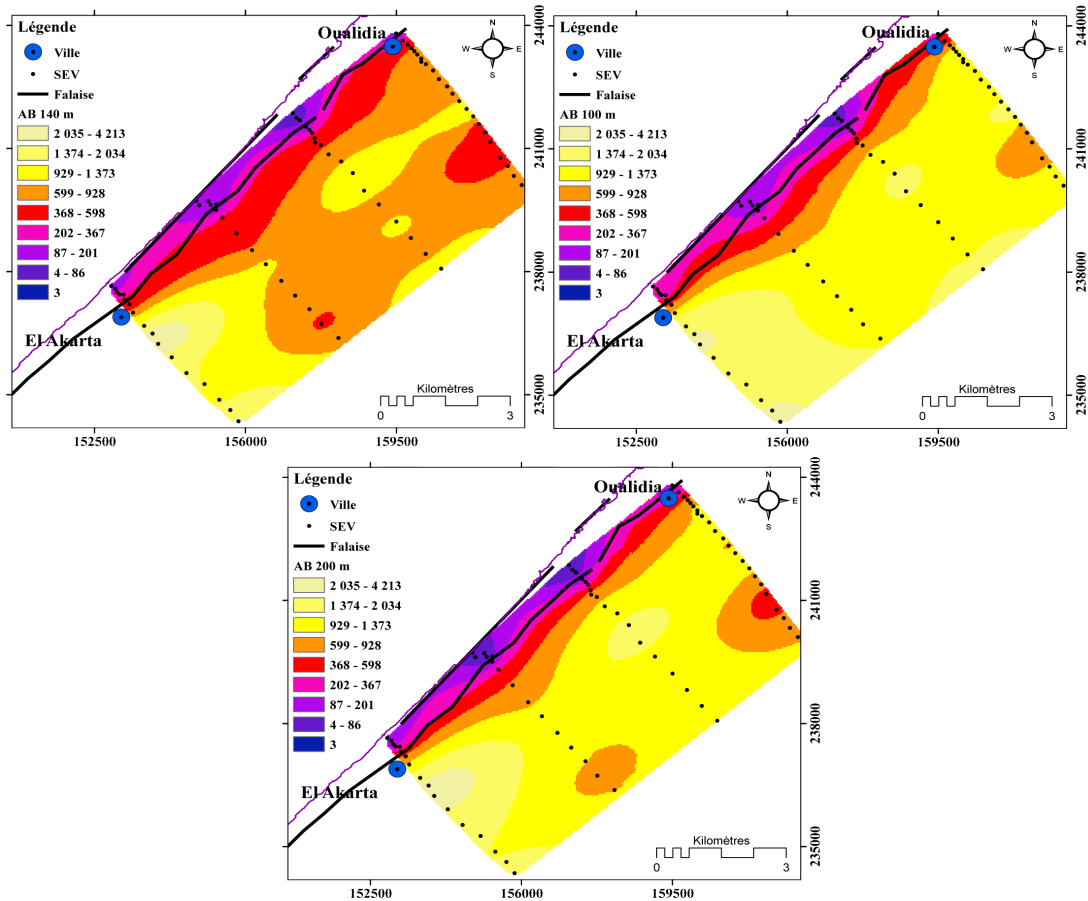 Légende
Ville
SEV
Falaise
AB 140 m
2 035 - 4 213
1 374 - 2 034
929 - 1 373
599 - 928
368 - 598
202 - 367
87 - 201
4 - 86
3
Oualidia
El Akarta
N
W
E
S
Kilomètres
0
3
244000
241000
238000
235000
152500
156000
159500
Légende
Ville
SEV
Falaise
AB 100 m
2 035 - 4 213
1 374 - 2 034
929 - 1 373
599 - 928
368 - 598
202 - 367
87 - 201
4 - 86
3
Oualidia
El Akarta
N
W
E
S
Kilomètres
0
3
244000
241000
238000
235000
152500
156000
159500
Légende
Ville
SEV
Falaise
AB 200 m
2 035 - 4 213
1 374 - 2 034
929 - 1 373
599 - 928
368 - 598
202 - 367
87 - 201
4 - 86
3
Oualidia
El Akarta
N
W
E
S
Kilomètres
0
3
244000
241000
238000
235000
152500
156000
159500